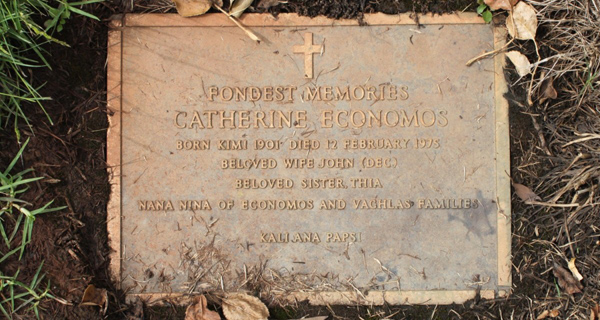 FONDEST MEMORIES
CATHERINE ECONOMOS
BORN KIMI 1901 DIED 12 FEBRUARY 1975
BELOVED WIFE JOHN (DEC)
BELOVED SISTER, THIA
NANA NINA OF ECONOMOS AND VAGHLAS FAMILIES
KALI ANA PAPSI